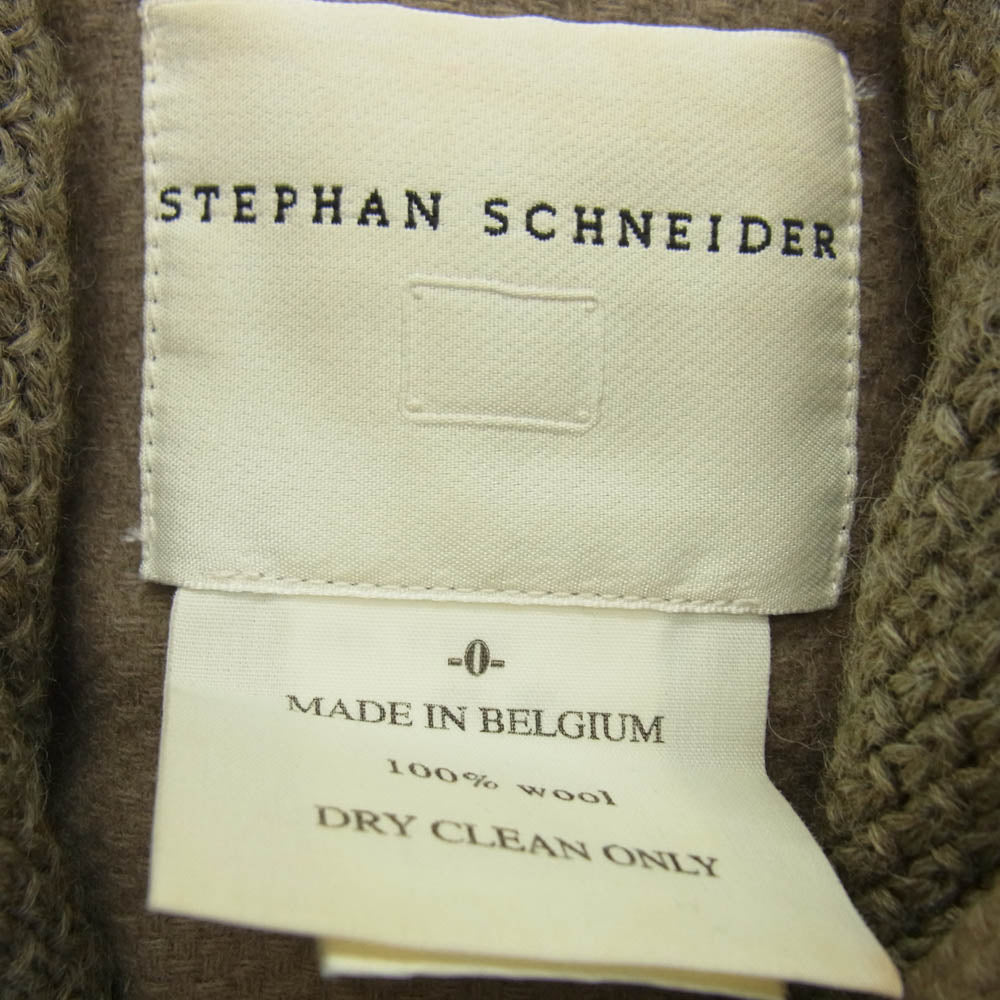 STEPHAN SCHNEIDER
-0-
MADE IN BELGIUM
100% wool
DRY CLEAN ONLY